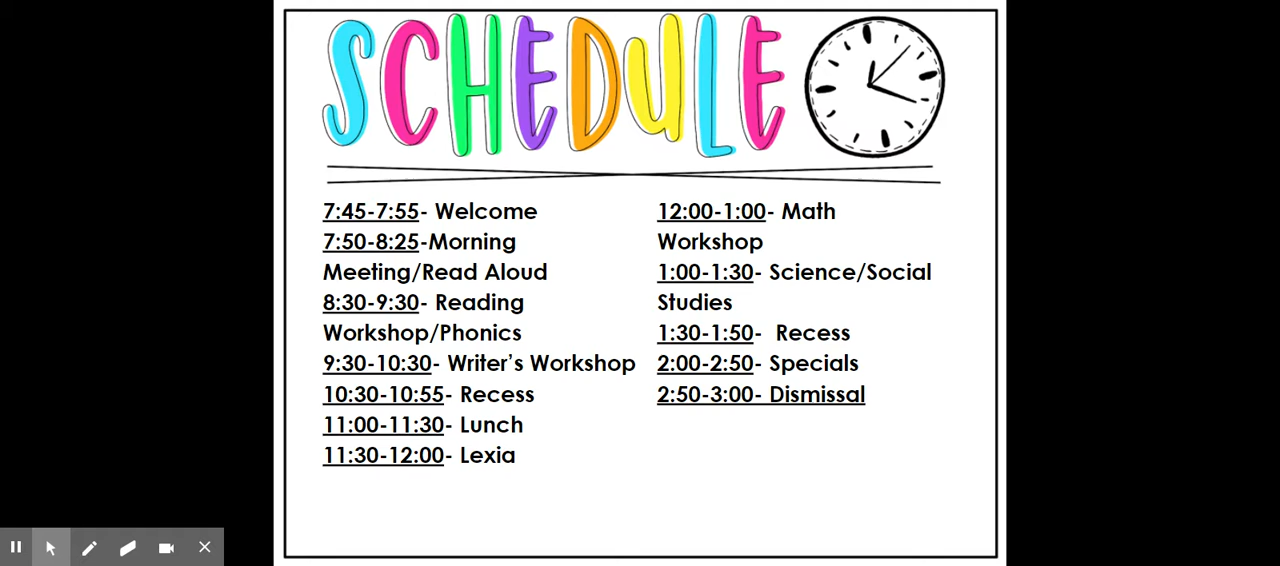 SCHEDULE
7:45-7:55- Welcome
7:50-8:25-Morning
Meeting/Read Aloud
8:30-9:30- Reading
Workshop/Phonics
9:30-10:30- Writer’s Workshop
10:30-10:55- Recess
11:00-11:30- Lunch
11:30-12:00- Lexia
12:00-1:00- Math
Workshop
1:00-1:30- Science/Social
Studies
1:30-1:50-  Recess
2:00-2:50- Specials
2:50-3:00- Dismissal